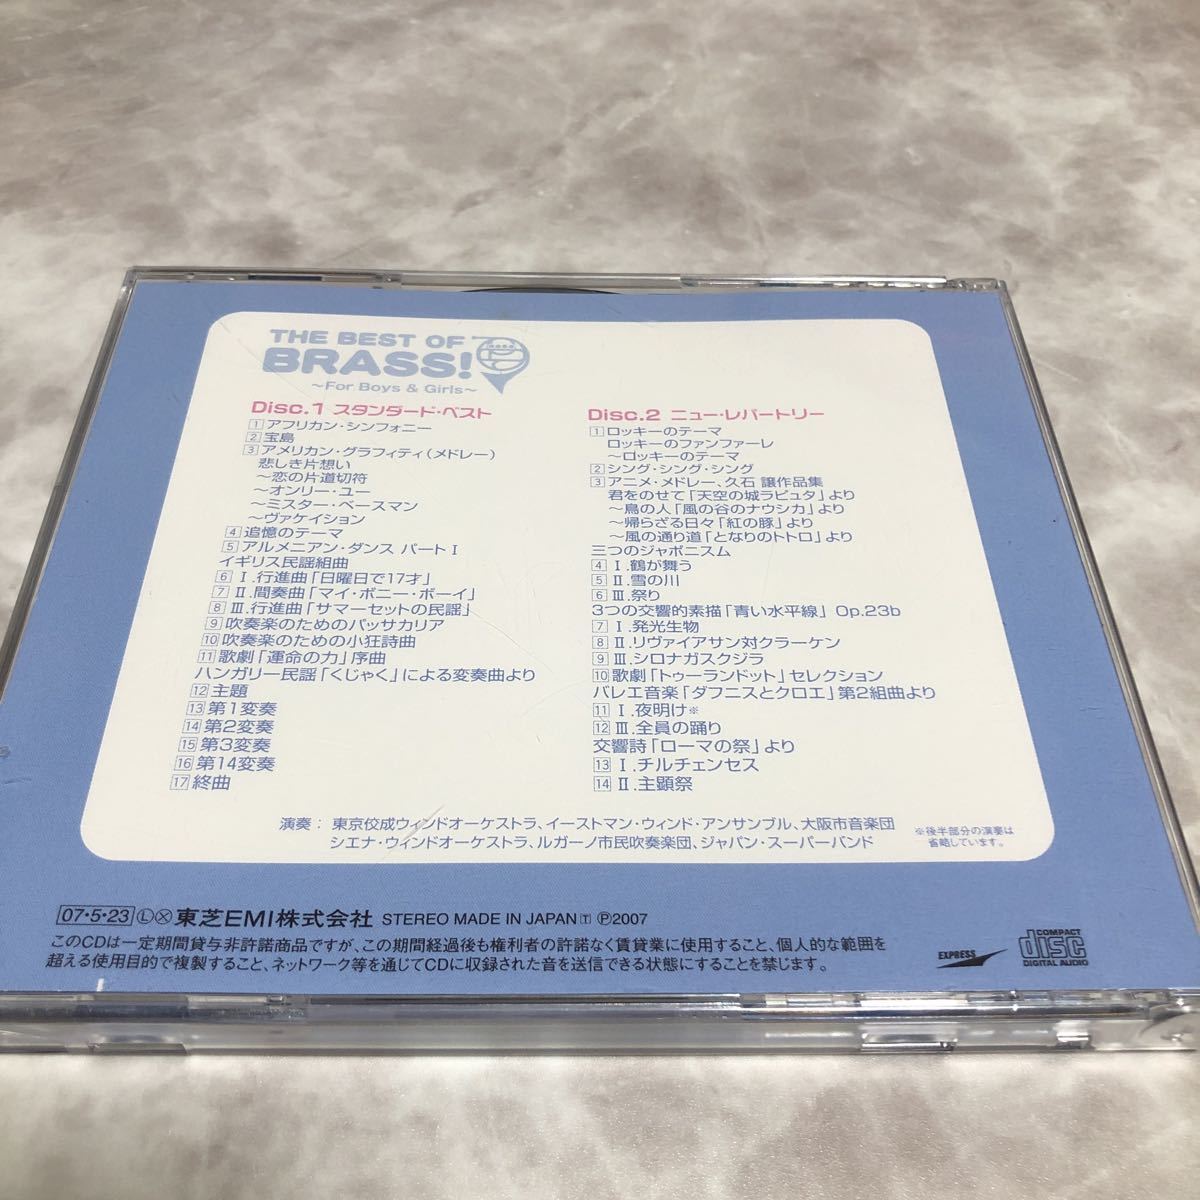 THE BEST OF
BRASS!
～For Boys & Girls～
Disc.1 スタンダード・ベスト
1 アフリカン・シンフォニー
2 宝島
3 アメリカン・グラフィティ(メドレー)
悲しき片想い
～恋の片道切符
～オンリー・ユー
～ミスター・ベースマン
～ヴァケイション
4 追憶のテーマ
5 アルメニアン・ダンス パートⅠ
イギリス民謡組曲
6 Ⅰ.行進曲「日曜日で17才」
7 Ⅱ.間奏曲「マイ・ボニー・ボーイ」
8 Ⅲ.行進曲「サマーセットの民謡」
9 吹奏楽のためのパッサカリア
10 吹奏楽のための小狂詩曲
11 歌劇「運命の力」序曲
ハンガリー民謡「くじゃく」による変奏曲より
12 主題
13 第1変奏
14 第2変奏
15 第3変奏
16 第14変奏
17 終曲
Disc.2 ニュー・レパートリー
1 ロッキーのテーマ
ロッキーのファンファーレ
～ロッキーのテーマ
2 シング・シング・シング
3 アニメ・メドレー、久石 譲作品集
君をのせて「天空の城ラピュタ」より
～鳥の人「風の谷のナウシカ」より
～帰らざる日々「紅の豚」より
～風の通り道「となりのトトロ」より
三つのジャポニスム
4 Ⅰ.鶴が舞う
5 Ⅱ.雪の川
6 Ⅲ.祭り
3つの交響的素描「青い水平線」 Op.23b
7 Ⅰ.発光生物
8 Ⅱ.リヴァイアサン対クラーケン
9 Ⅲ.シロナガスクジラ
10 歌劇「トゥーランドット」セレクション
バレエ音楽「ダフニスとクロエ」第2組曲より
11 Ⅰ.夜明け※
12 Ⅲ.全員の踊り
交響詩「ローマの祭」より
13 Ⅰ.チルチェンセス
14 Ⅱ.主顕祭
演奏：東京佼成ウィンドオーケストラ、イーストマン・ウィンド・アンサンブル、大阪市音楽団
シエナ・ウィンドオーケストラ、ルガーノ市民吹奏楽団、ジャパン・スーパーバンド
※後半部分の演奏は
省略しています。
07・5・23 Ⓛ Ⓧ 東芝EMI株式会社 STEREO MADE IN JAPAN T ℗2007
このCDは一定期間貸与非許諾商品ですが、この期間経過後も権利者の許諾なく賃貸業に使用すること、個人的な範囲を
超える使用目的で複製すること、ネットワーク等を通じてCDに収録された音を送信できる状態にすることを禁じます。
EXPRESS
COMPACT
disc
DIGITAL AUDIO